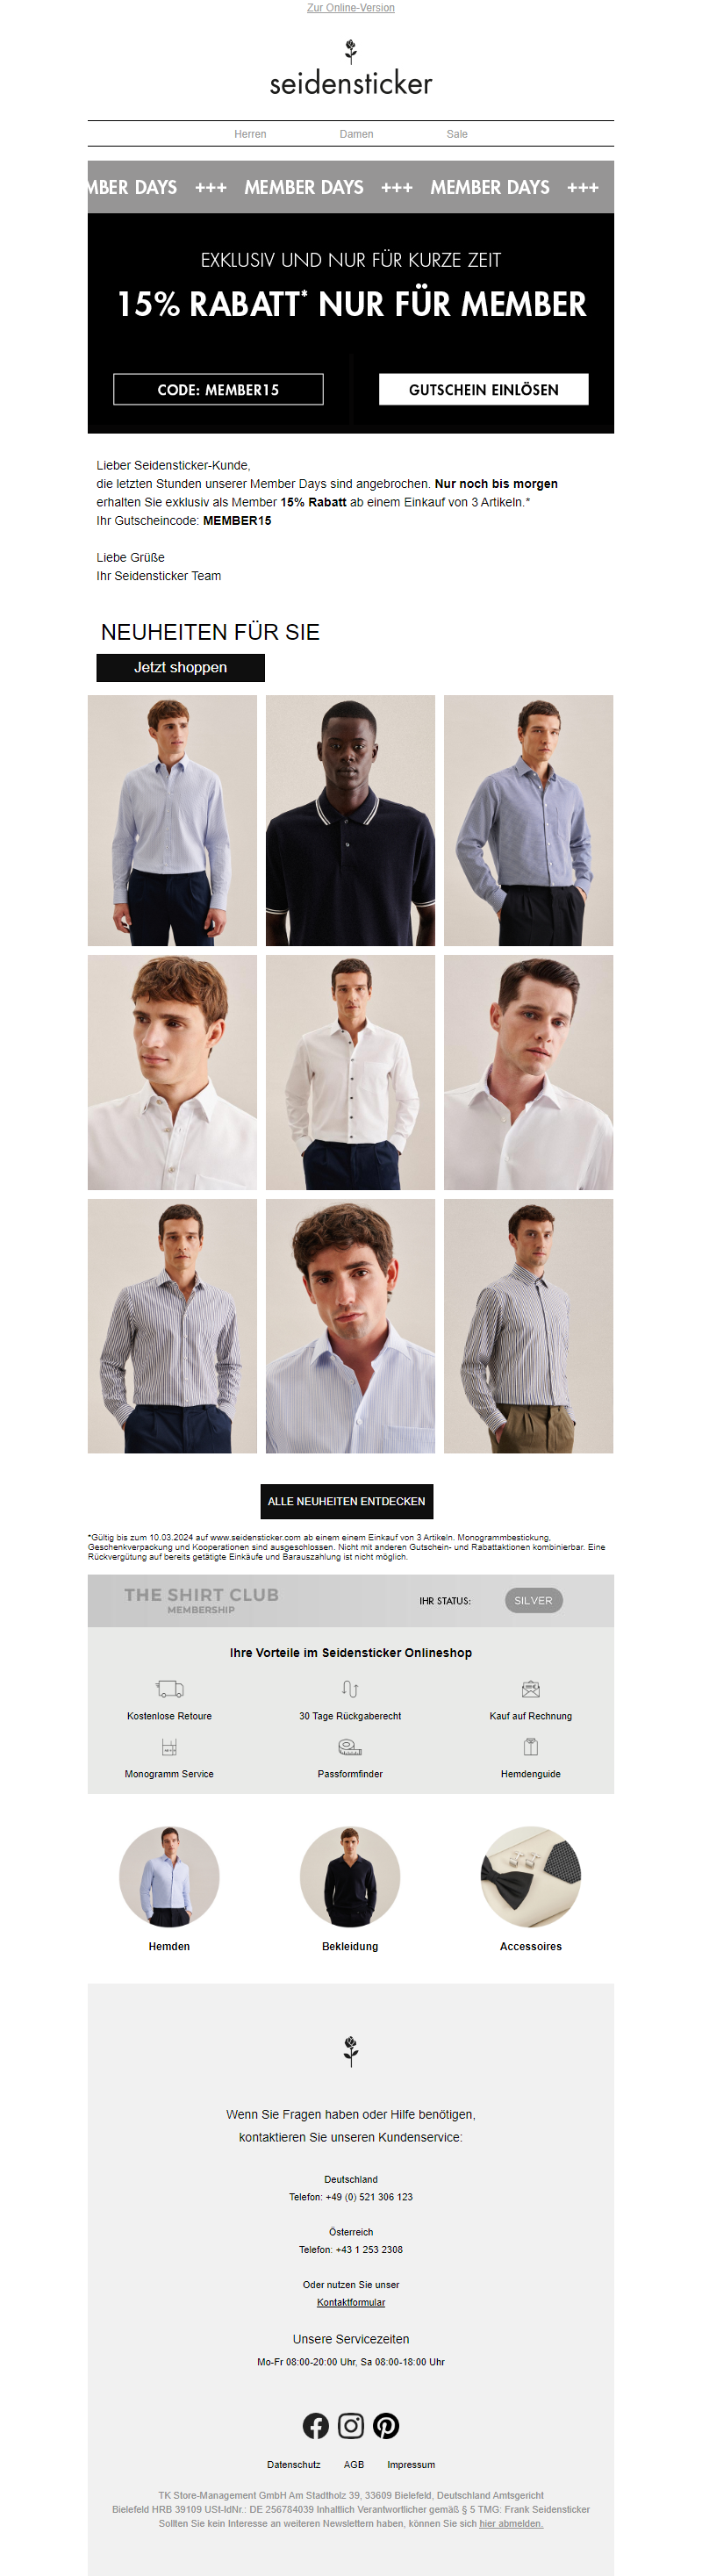 Zur Online-Version
seidensticker
Herren Damen Sale
MBER DAYS +++ MEMBER DAYS +++ MEMBER DAYS +++
EXKLUSIV UND NUR FÜR KURZE ZEIT
15% RABATT* NUR FÜR MEMBER
CODE: MEMBER15 GUTSCHEIN EINLÖSEN
Lieber Seidensticker-Kunde,
die letzten Stunden unserer Member Days sind angebrochen. Nur noch bis morgen
erhalten Sie exklusiv als Member 15% Rabatt ab einem Einkauf von 3 Artikeln.*
Ihr Gutscheincode: MEMBER15
Liebe Grüße
Ihr Seidensticker Team
NEUHEITEN FÜR SIE
Jetzt shoppen
ALLE NEUHEITEN ENTDECKEN
*Gültig bis zum 10.03.2024 auf www.seidensticker.com ab einem einem Einkauf von 3 Artikeln. Monogrammbestickung,
Geschenkverpackung und Kooperationen sind ausgeschlossen. Nicht mit anderen Gutschein- und Rabattaktionen kombinierbar. Eine
Rückvergütung auf bereits getätigte Einkäufe und Barauszahlung ist nicht möglich.
THE SHIRT CLUB
MEMBERSHIP
IHR STATUS: SILVER
Ihre Vorteile im Seidensticker Onlineshop
Kostenlose Retoure 30 Tage Rückgaberecht Kauf auf Rechnung
Monogramm Service Passformfinder Hemdenguide
Hemden Bekleidung Accessoires
Wenn Sie Fragen haben oder Hilfe benötigen,
kontaktieren Sie unseren Kundenservice:
Deutschland
Telefon: +49 (0) 521 306 123
Österreich
Telefon: +43 1 253 2308
Oder nutzen Sie unser
Kontaktformular
Unsere Servicezeiten
Mo-Fr 08:00-20:00 Uhr, Sa 08:00-18:00 Uhr
Datenschutz AGB Impressum
TK Store-Management GmbH Am Stadtholz 39, 33609 Bielefeld, Deutschland Amtsgericht
Bielefeld HRB 39109 USt-IdNr.: DE 256784039 Inhaltlich Verantwortlicher gemäß § 5 TMG: Frank Seidensticker
Sollten Sie kein Interesse an weiteren Newslettern haben, können Sie sich hier abmelden.